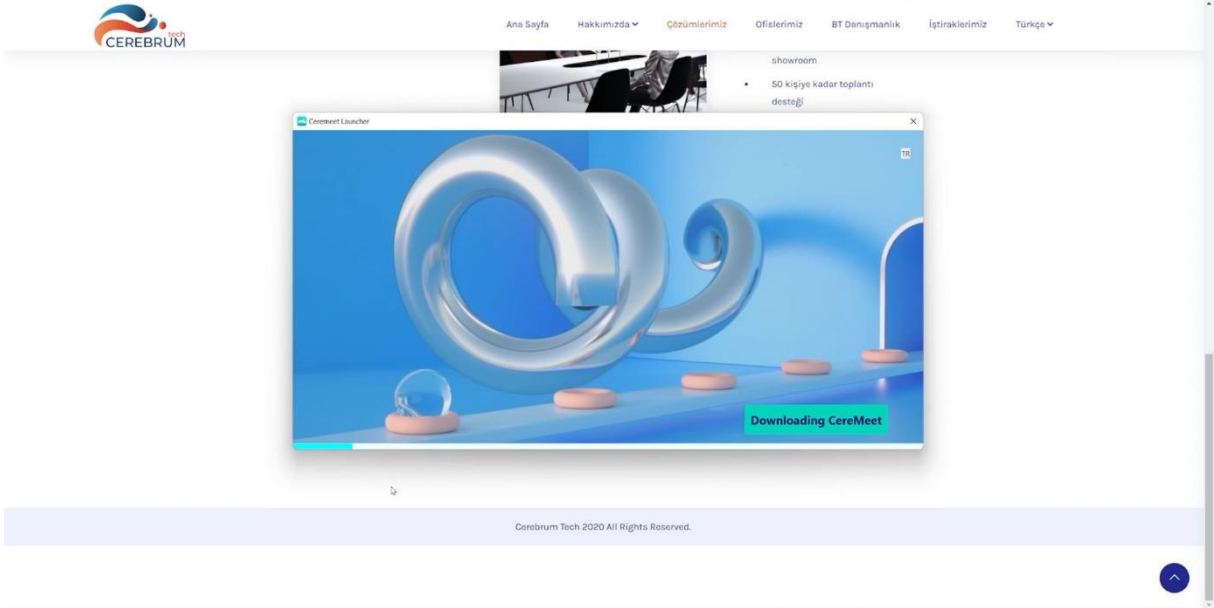 CEREBRUM
tech
Ana Sayfa Hakkımızda Çözümlerimiz Ofislerimiz BT Danışmanlık İştiraklerimiz Türkçe
showroom
• 50 kişiye kadar toplantı
desteği
Ceremeet Launcher
TR
Downloading CereMeet
Cerebrum Tech 2020 All Rights Reserved.